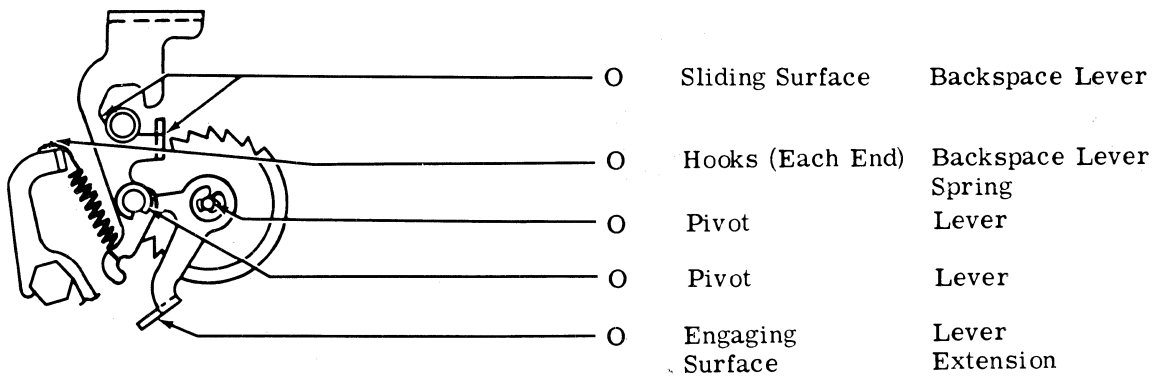 O Sliding Surface Backspace Lever
O Hooks (Each End) Backspace Lever
Spring
O Pivot Lever
O Pivot Lever
O Engaging Lever
Surface Extension